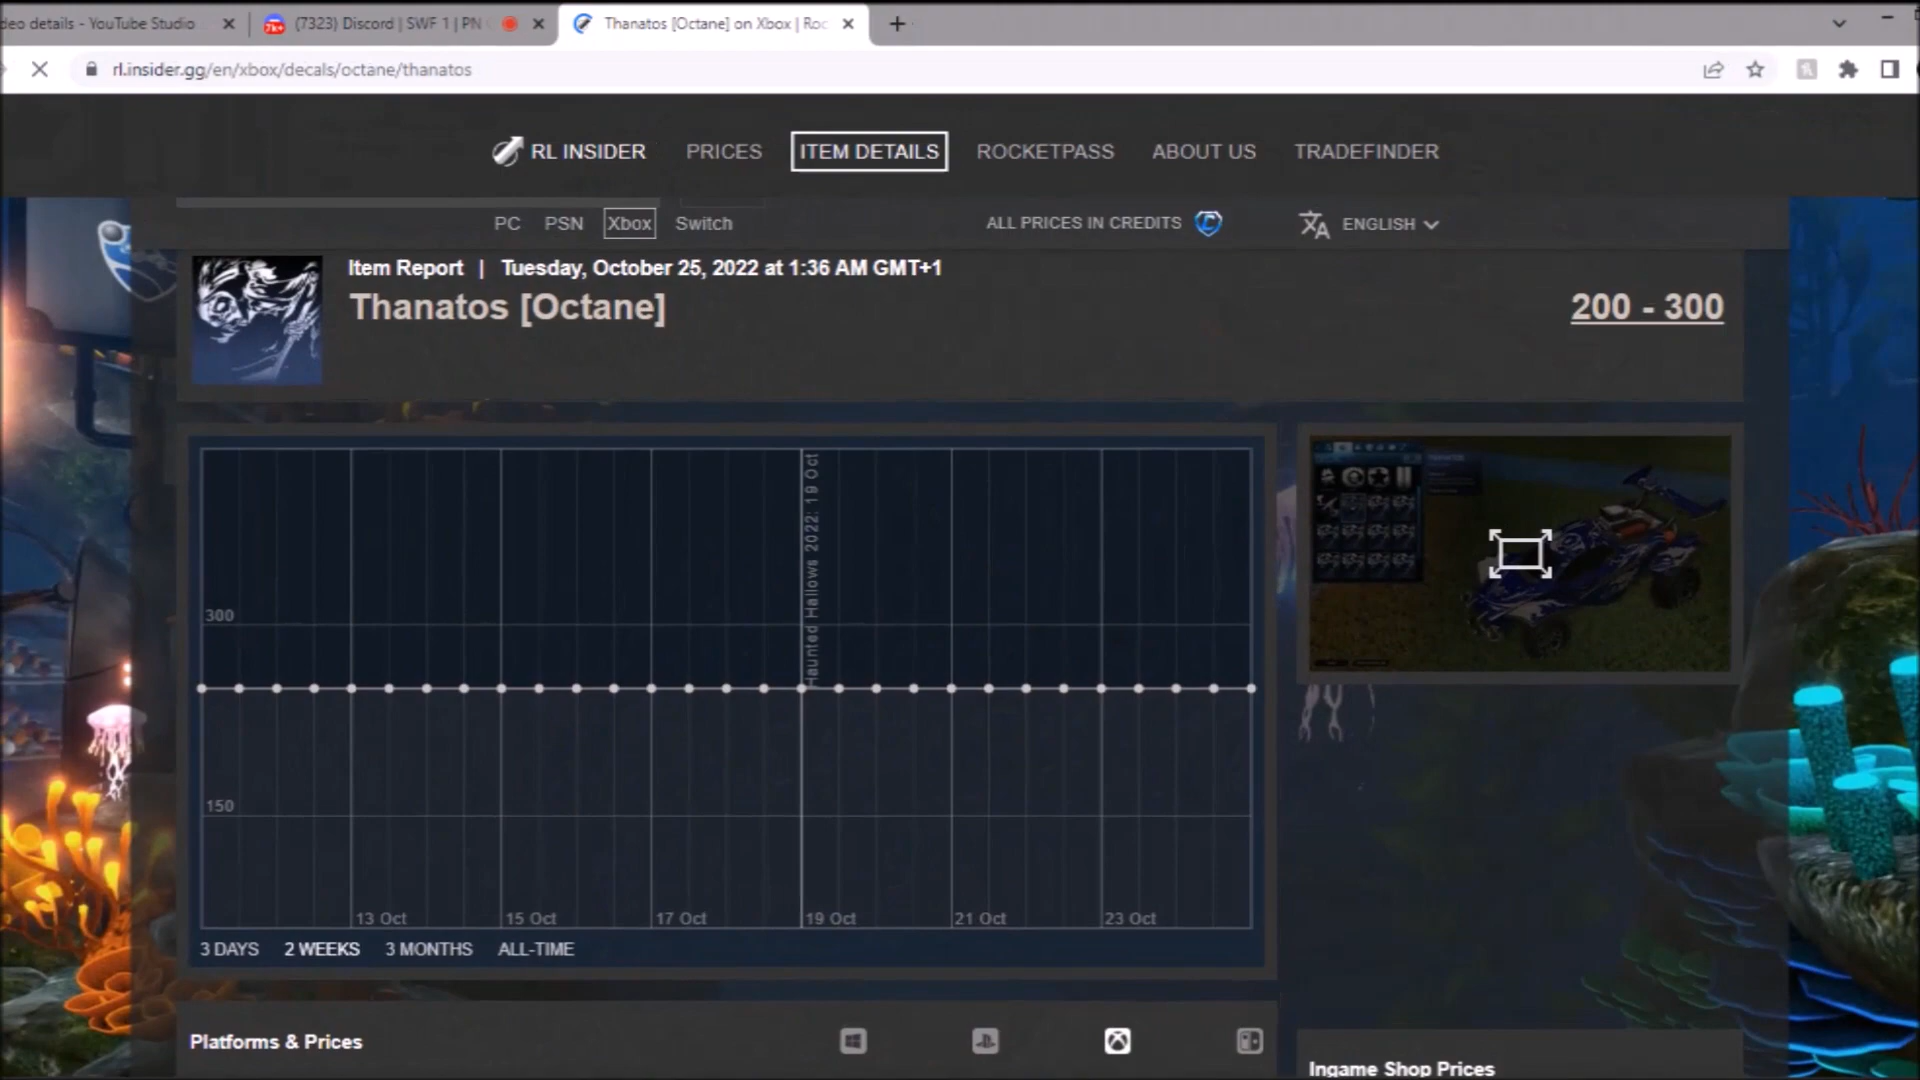 deo details - YouTube Studio
(7323) Discord | SWF 1 | PN
Thanatos [Octane] on Xbox | Roc
rl.insider.gg/en/xbox/decals/octane/thanatos
RL INSIDER PRICES ITEM DETAILS ROCKETPASS ABOUT US TRADEFINDER
PC PSN Xbox Switch ALL PRICES IN CREDITS ENGLISH
Item Report | Tuesday, October 25, 2022 at 1:36 AM GMT+1
Thanatos [Octane]
200 - 300
Haunted Hallows 2022: 19 Oct
300
150
13 Oct 15 Oct 17 Oct 19 Oct 21 Oct 23 Oct
3 DAYS 2 WEEKS 3 MONTHS ALL-TIME
Platforms & Prices
Ingame Shop Prices